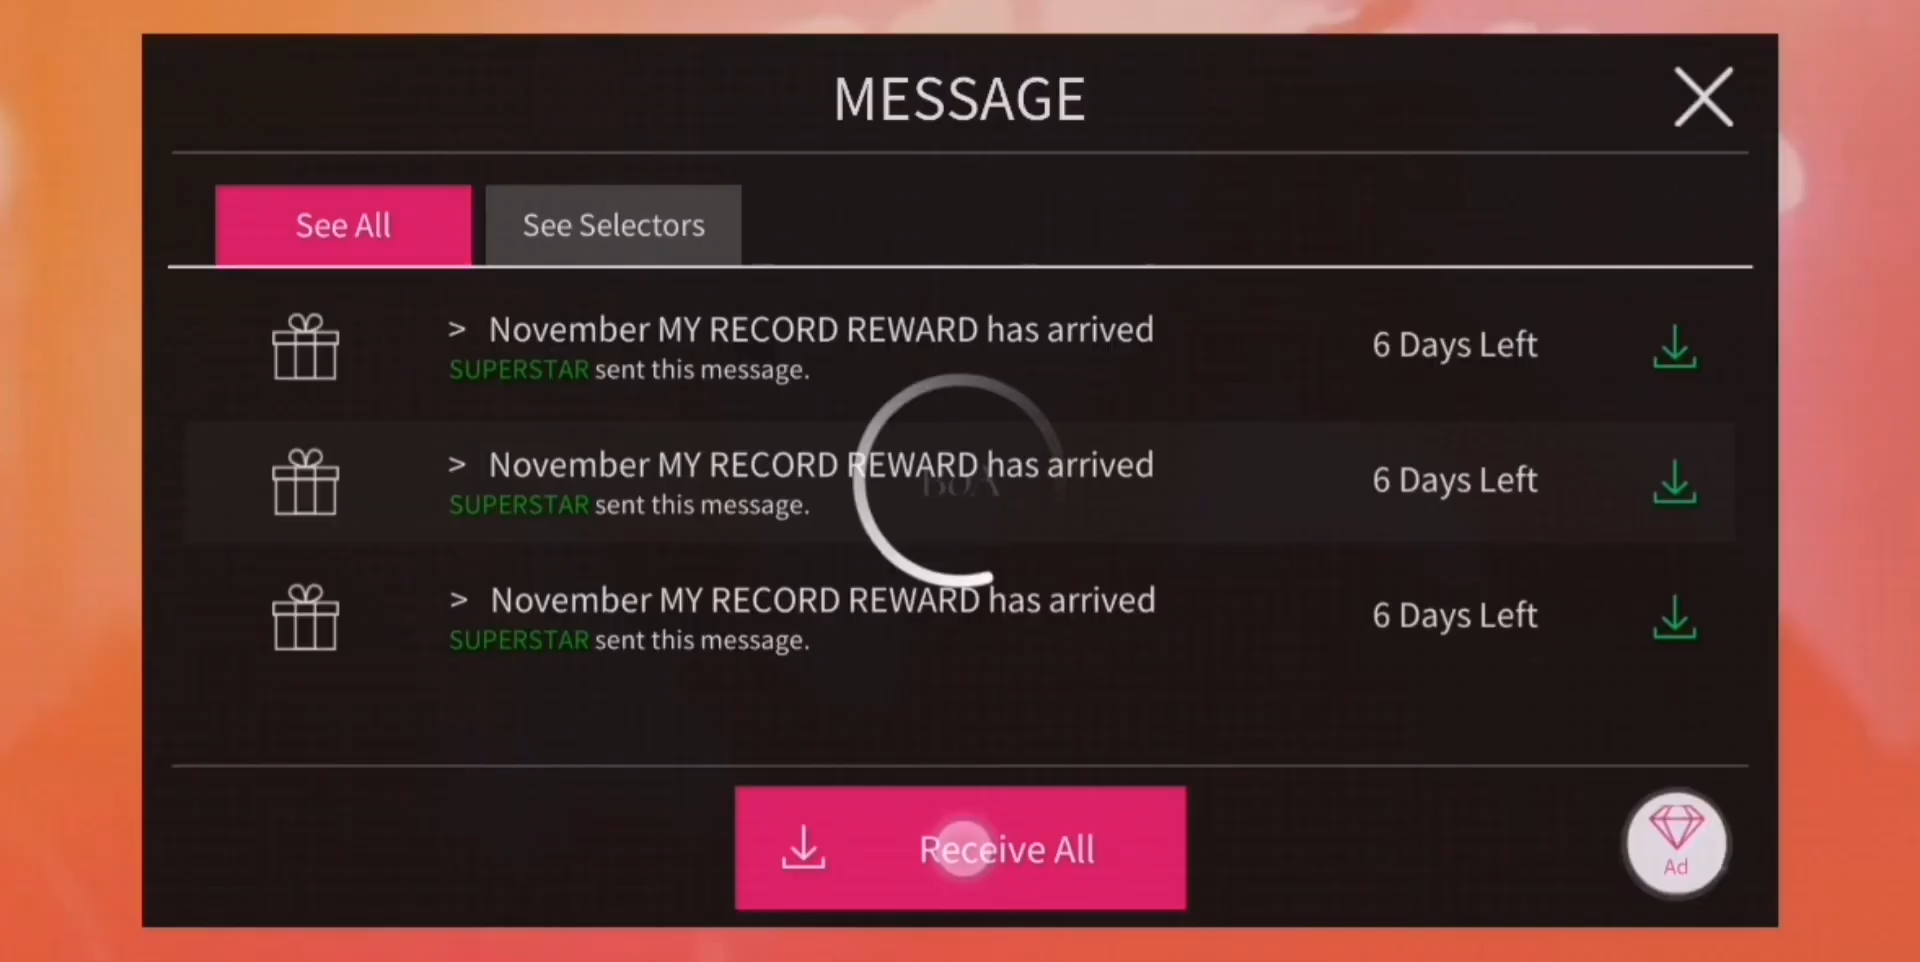 MESSAGE
See All
See Selectors
> November MY RECORD REWARD has arrived
SUPERSTAR sent this message.
6 Days Left
> November MY RECORD REWARD has arrived
SUPERSTAR sent this message.
6 Days Left
> November MY RECORD REWARD has arrived
SUPERSTAR sent this message.
6 Days Left
Receive All
Ad